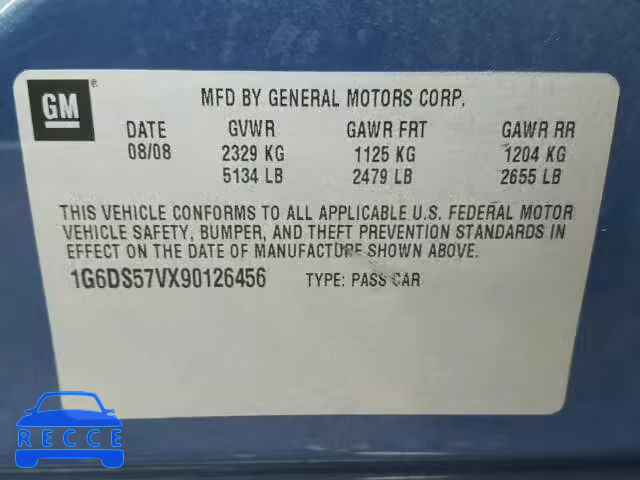 GM®
MFD BY GENERAL MOTORS CORP.
DATE GVWR GAWR FRT GAWR RR
08/08 2329 KG 1125 KG 1204 KG
5134 LB 2479 LB 2655 LB
THIS VEHICLE CONFORMS TO ALL APPLICABLE U.S. FEDERAL MOTOR
VEHICLE SAFETY, BUMPER, AND THEFT PREVENTION STANDARDS IN
EFFECT ON THE DATE OF MANUFACTURE SHOWN ABOVE.
1G6DS57VX90126456 TYPE: PASS CAR
RECCE